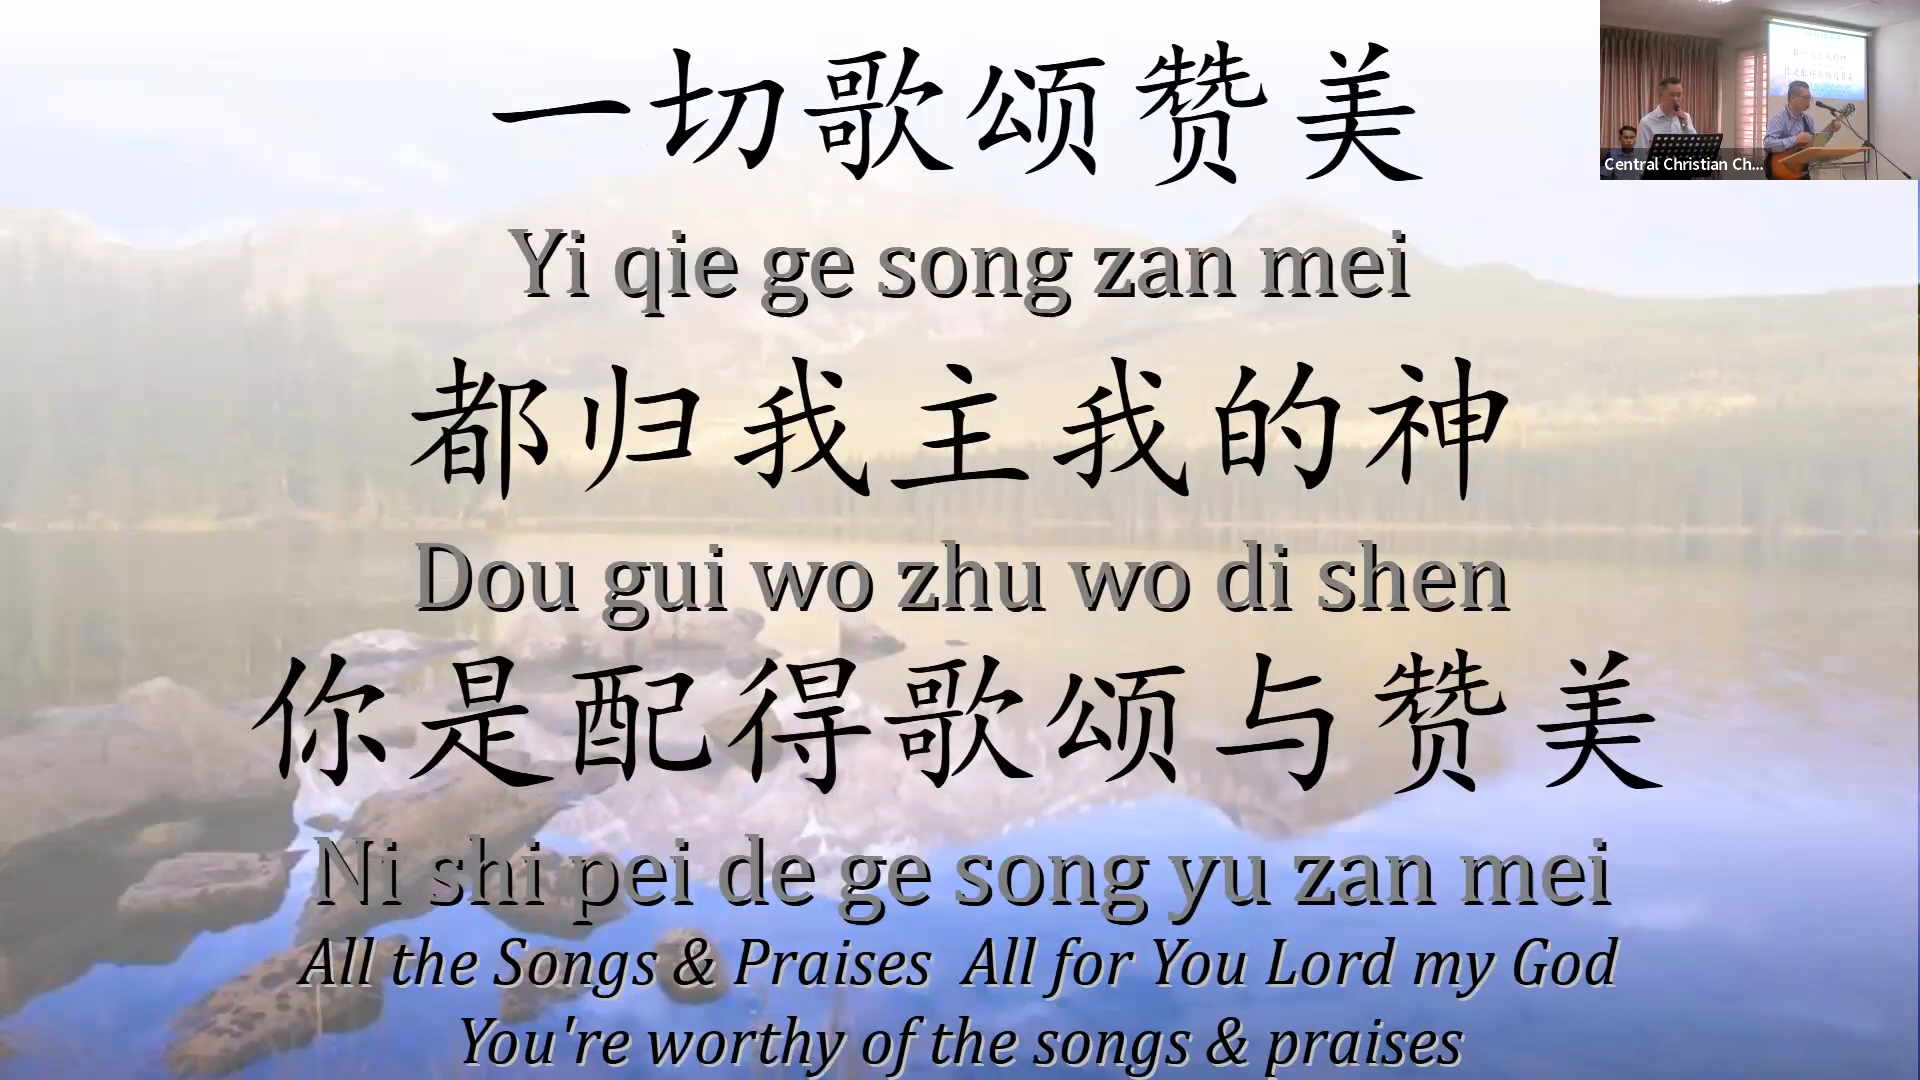 一切歌颂赞美
Yi qie ge song zan mei
都归我主我的神
Dou gui wo zhu wo di shen
你是配得歌颂与赞美
Ni shi pei de ge song yu zan mei
All the Songs & Praises  All for You Lord my God
You're worthy of the songs & praises
Central Christian Ch...